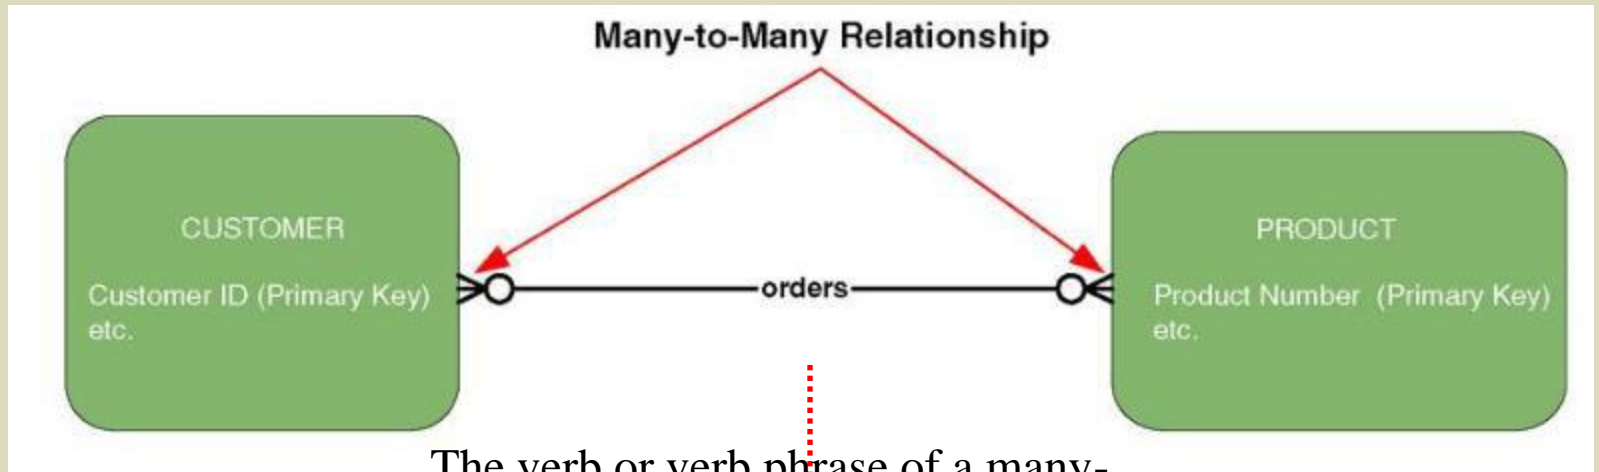 Many-to-Many Relationship
CUSTOMER
Customer ID (Primary Key)
etc.
orders
PRODUCT
Product Number (Primary Key)
etc.
The verb or verb phrase of a many-